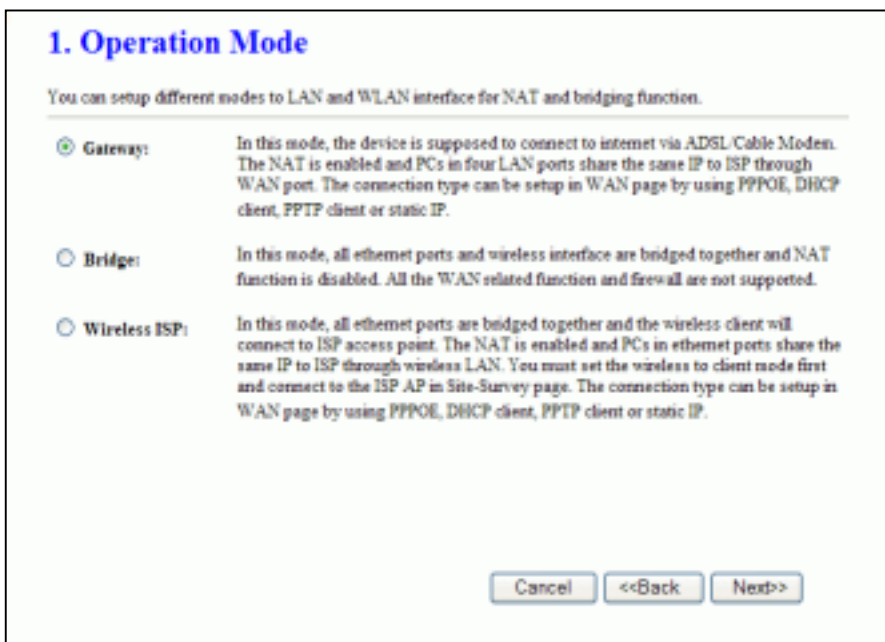 1. Operation Mode
You can setup different modes to LAN and WLAN interface for NAT and bridging function.
Gateway:
In this mode, the device is supposed to connect to internet via ADSL/Cable Modem.
The NAT is enabled and PCs in four LAN ports share the same IP to ISP through
WAN port. The connection type can be setup in WAN page by using PPPOE, DHCP
client, PPTP client or static IP.
Bridge:
In this mode, all ethernet ports and wireless interface are bridged together and NAT
function is disabled. All the WAN related function and firewall are not supported.
Wireless ISP:
In this mode, all ethernet ports are bridged together and the wireless client will
connect to ISP access point. The NAT is enabled and PCs in ethernet ports share the
same IP to ISP through wireless LAN. You must set the wireless to client mode first
and connect to the ISP AP in Site-Survey page. The connection type can be setup in
WAN page by using PPPOE, DHCP client, PPTP client or static IP.
Cancel <<Back Next>>